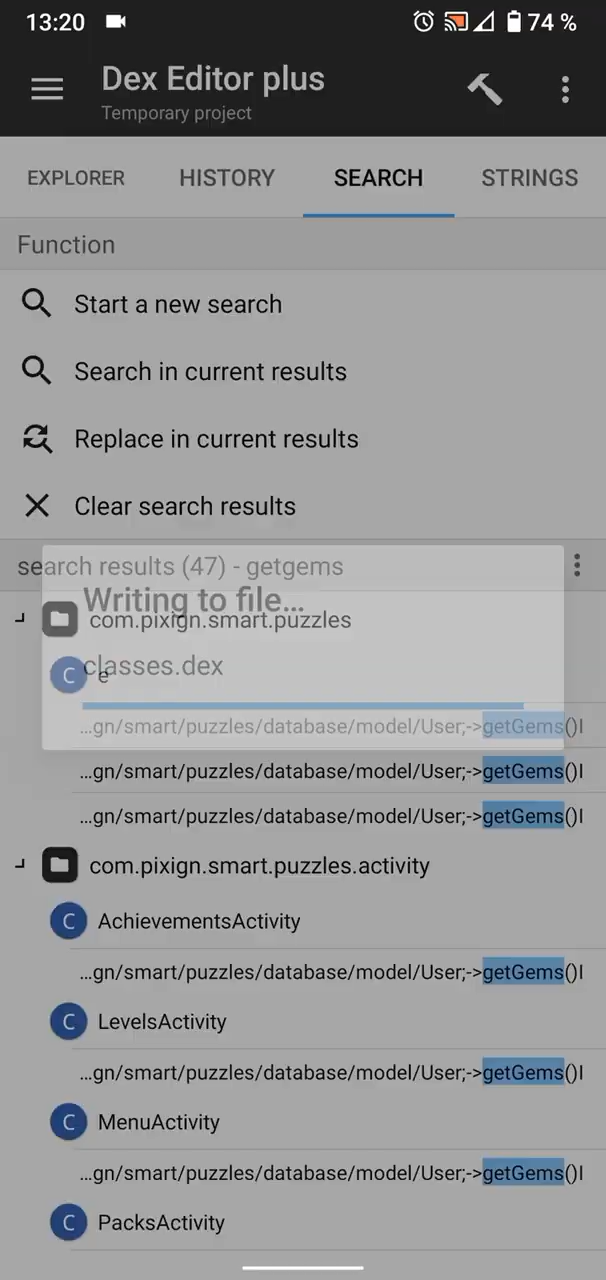 13:20
74 %
Dex Editor plus
Temporary project
EXPLORER
HISTORY
SEARCH
STRINGS
Function
Start a new search
Search in current results
Replace in current results
Clear search results
search results (47) - getgems
Writing to file...
com.pixign.smart.puzzles
classes.dex
C e
...gn/smart/puzzles/database/model/User;->getGems()I
...gn/smart/puzzles/database/model/User;->getGems()I
...gn/smart/puzzles/database/model/User;->getGems()I
com.pixign.smart.puzzles.activity
C AchievementsActivity
...gn/smart/puzzles/database/model/User;->getGems()I
C LevelsActivity
...gn/smart/puzzles/database/model/User;->getGems()I
C MenuActivity
...gn/smart/puzzles/database/model/User;->getGems()I
C PacksActivity